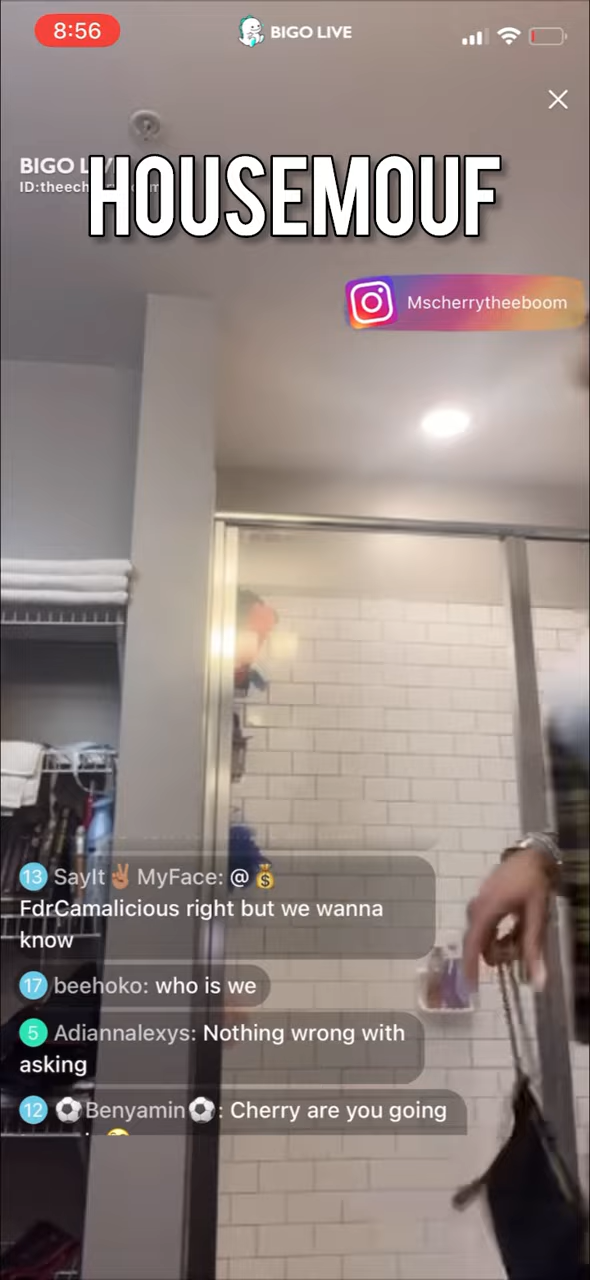 8:56
BIGO LIVE
BIGO
HOUSEMOUF
Mscherrytheeboom
13 SayIt✌🏽MyFace: @💰
FdrCamalicious right but we wanna
know
17 beehoko: who is we
5 Adiannalexys: Nothing wrong with
asking
12 ⚽Benyamin⚽: Cherry are you going